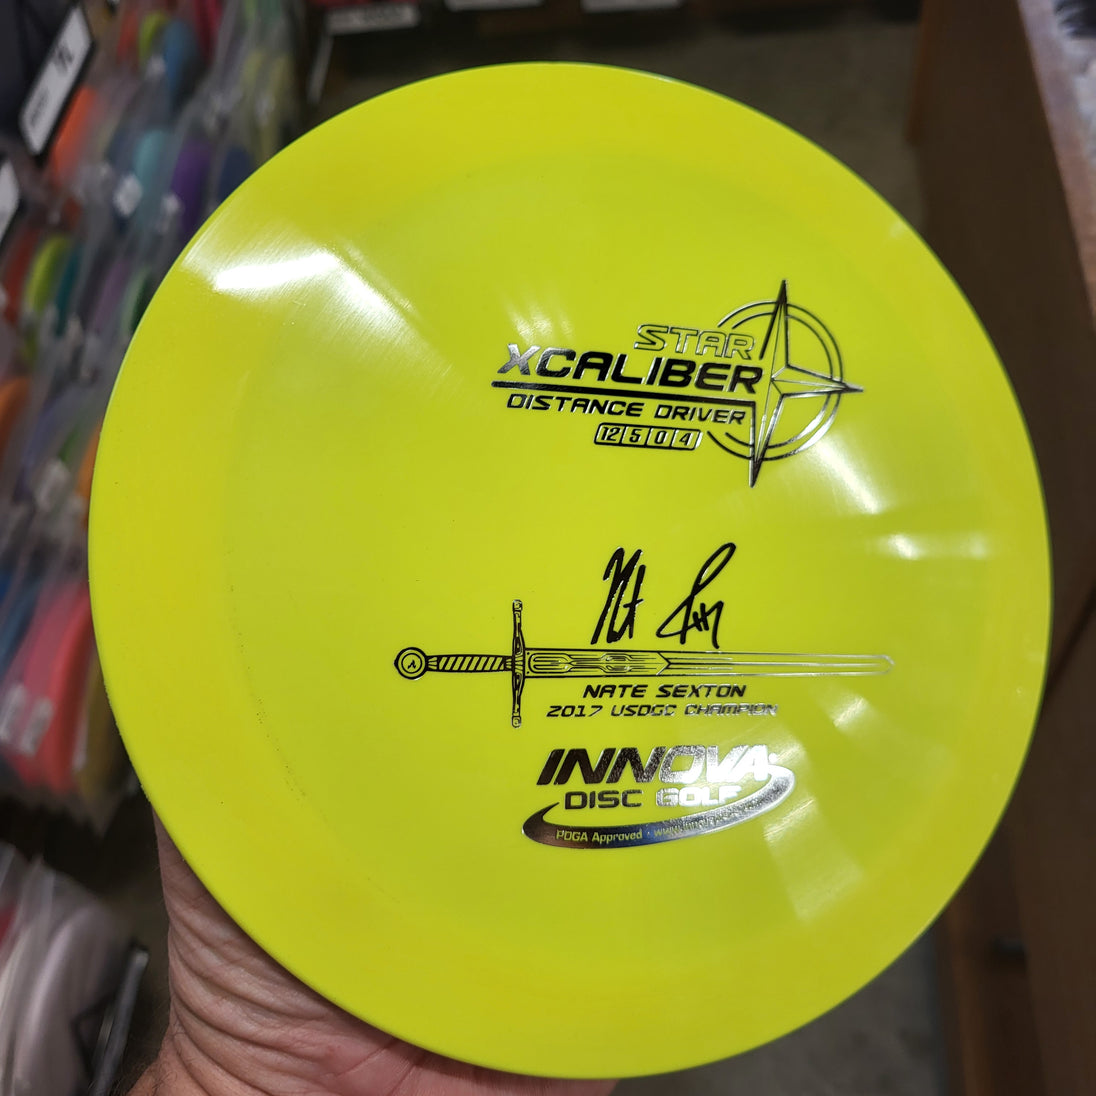 STAR
XCALIBER
DISTANCE DRIVER
12 5 0 4
NATE SEXTON
2017 USDGC CHAMPION
INNOVA
DISC GOLF
PDGA Approved